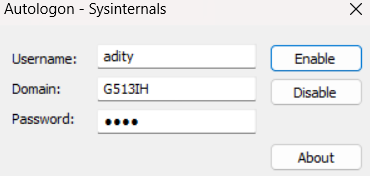 Autologon - Sysinternals
Username: adity Enable
Domain: G513IH Disable
Password: ●●●●
About